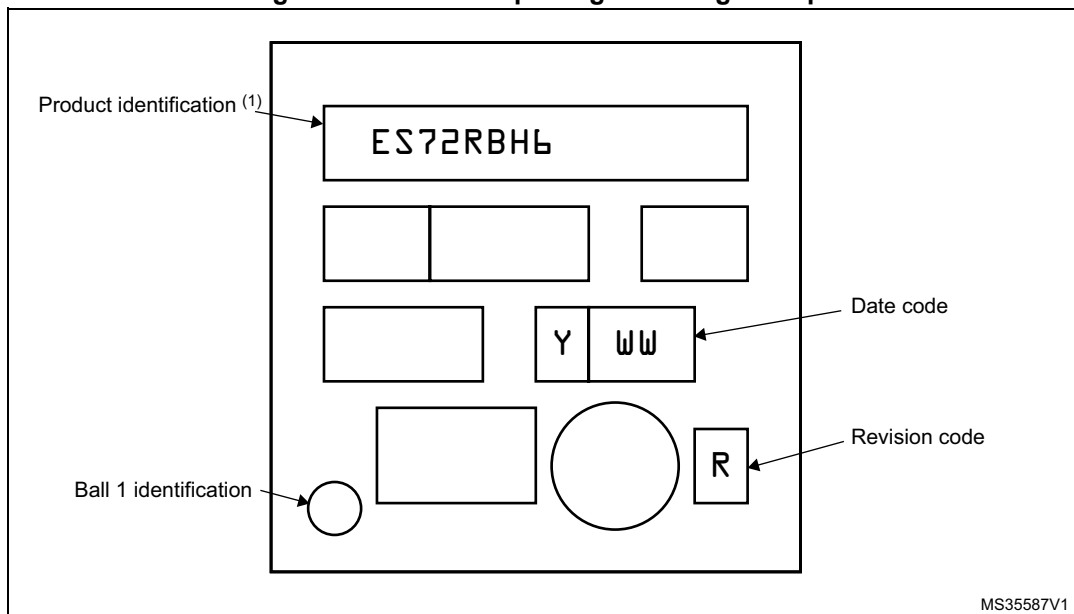 Product identification (1)
ES72RBH6
Y WW
Date code
R
Revision code
Ball 1 identification
MS35587V1